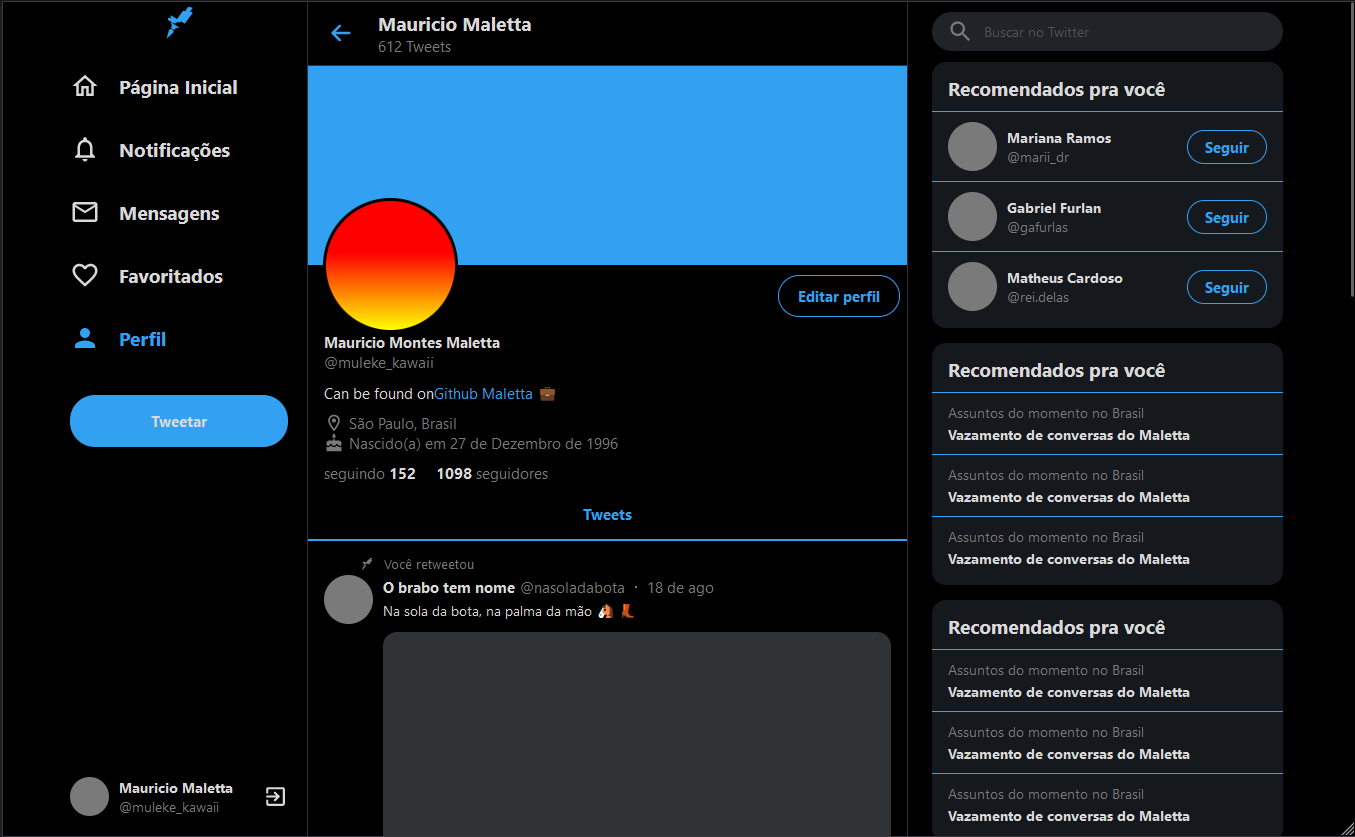 Página Inicial
Notificações
Mensagens
Favoritados
Perfil
Tweetar
Mauricio Maletta
@muleke_kawaii
Mauricio Maletta
612 Tweets
Editar perfil
Mauricio Montes Maletta
@muleke_kawaii
Can be found onGithub Maletta 💼
São Paulo, Brasil
Nascido(a) em 27 de Dezembro de 1996
seguindo 152 1098 seguidores
Tweets
Você retweetou
O brabo tem nome @nasoladabota · 18 de ago
Na sola da bota, na palma da mão 🐴 👢
Buscar no Twitter
Recomendados pra você
Mariana Ramos
@marii_dr
Seguir
Gabriel Furlan
@gafurlas
Seguir
Matheus Cardoso
@rei.delas
Seguir
Recomendados pra você
Assuntos do momento no Brasil
Vazamento de conversas do Maletta
Assuntos do momento no Brasil
Vazamento de conversas do Maletta
Assuntos do momento no Brasil
Vazamento de conversas do Maletta
Recomendados pra você
Assuntos do momento no Brasil
Vazamento de conversas do Maletta
Assuntos do momento no Brasil
Vazamento de conversas do Maletta
Assuntos do momento no Brasil
Vazamento de conversas do Maletta